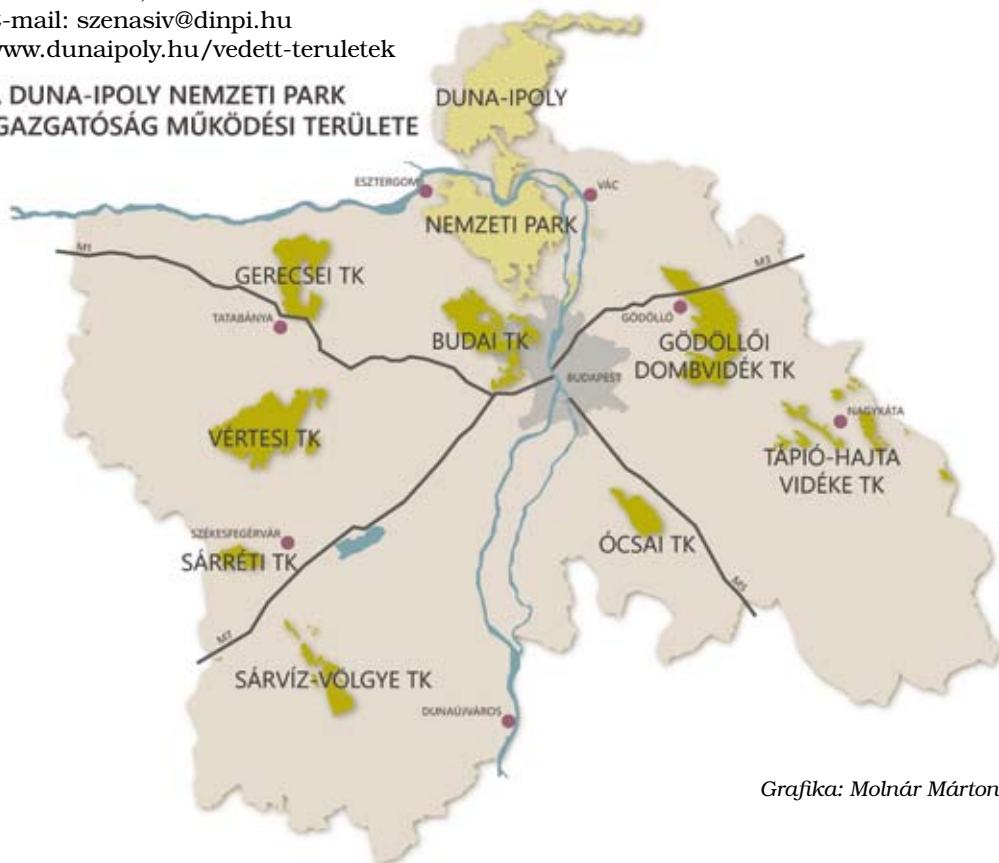 -mail: szenasiv@dinpi.hu
www.dunaipoly.hu/vedett-teruletek
DUNA-IPOLY NEMZETI PARK
GAZGATÓSÁG MŰKÖDÉSI TERÜLETE
DUNA-IPOLY
ESZTERGOM
VÁC
NEMZETI PARK
M1
M3
GERECSEI TK
TATABÁNYA
BUDAI TK
GÖDÖLLŐ
GÖDÖLLŐI
DOMBVIDÉK TK
BUDAPEST
NAGYKÁTA
VÉRTESI TK
TÁPIÓ-HAJTA
VIDÉKE TK
SZÉKESFEGÉRVÁR
SÁRRÉTI TK
ÓCSAI TK
M5
M7
SÁRVÍZ-VÖLGYE TK
DUNAÚJVÁROS
Grafika: Molnár Márton